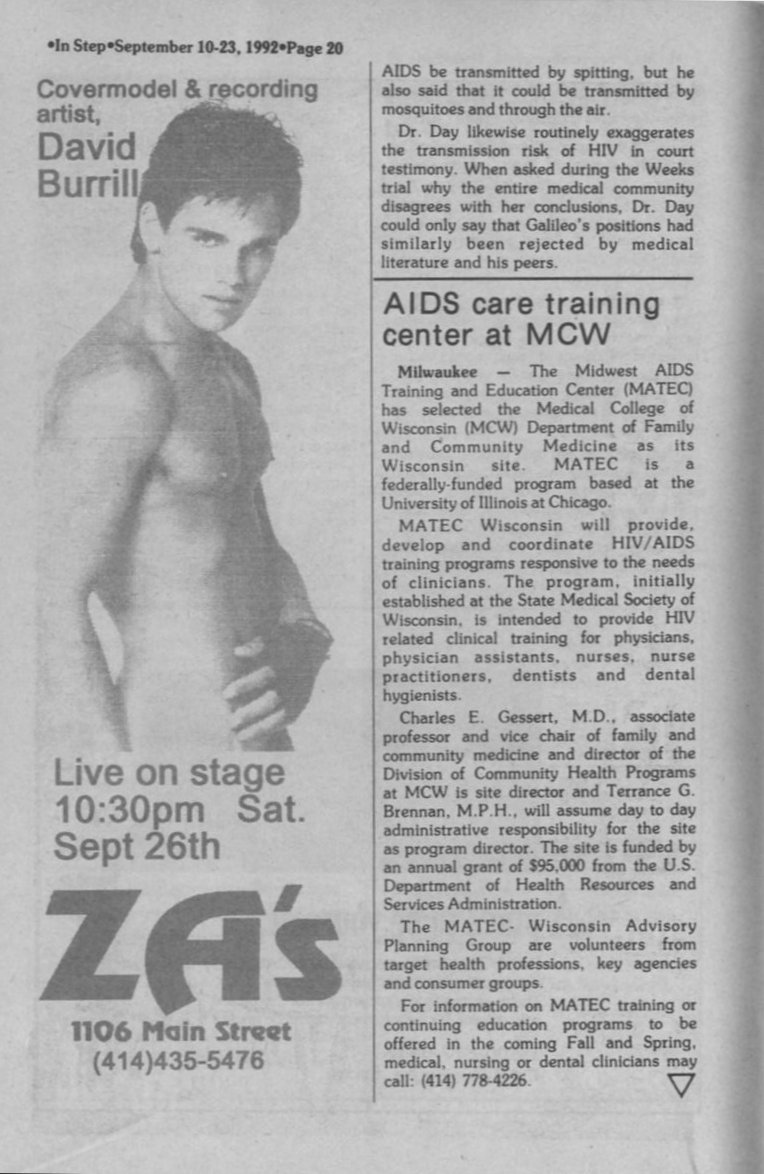 •In Step•September 10-23, 1992•Page 20
Covermodel & recording
artist,
David
Burrill
Live on stage
10:30pm Sat.
Sept 26th
ZA's
1106 Main Street
(414)435-5476
AIDS be transmitted by spitting, but he
also said that it could be transmitted by
mosquitoes and through the air.
Dr. Day likewise routinely exaggerates
the transmission risk of HIV in court
testimony. When asked during the Weeks
trial why the entire medical community
disagrees with her conclusions, Dr. Day
could only say that Galileo's positions had
similarly been rejected by medical
literature and his peers.
AIDS care training
center at MCW
Milwaukee — The Midwest AIDS
Training and Education Center (MATEC)
has selected the Medical College of
Wisconsin (MCW) Department of Family
and Community Medicine as its
Wisconsin site. MATEC is a
federally-funded program based at the
University of Illinois at Chicago.
MATEC Wisconsin will provide,
develop and coordinate HIV/AIDS
training programs responsive to the needs
of clinicians. The program, initially
established at the State Medical Society of
Wisconsin, is intended to provide HIV
related clinical training for physicians,
physician assistants, nurses, nurse
practitioners, dentists and dental
hygienists.
Charles E. Gessert, M.D., associate
professor and vice chair of family and
community medicine and director of the
Division of Community Health Programs
at MCW is site director and Terrance G.
Brennan, M.P.H., will assume day to day
administrative responsibility for the site
as program director. The site is funded by
an annual grant of $95,000 from the U.S.
Department of Health Resources and
Services Administration.
The MATEC- Wisconsin Advisory
Planning Group are volunteers from
target health professions, key agencies
and consumer groups.
For information on MATEC training or
continuing education programs to be
offered in the coming Fall and Spring,
medical, nursing or dental clinicians may
call: (414) 778-4226.